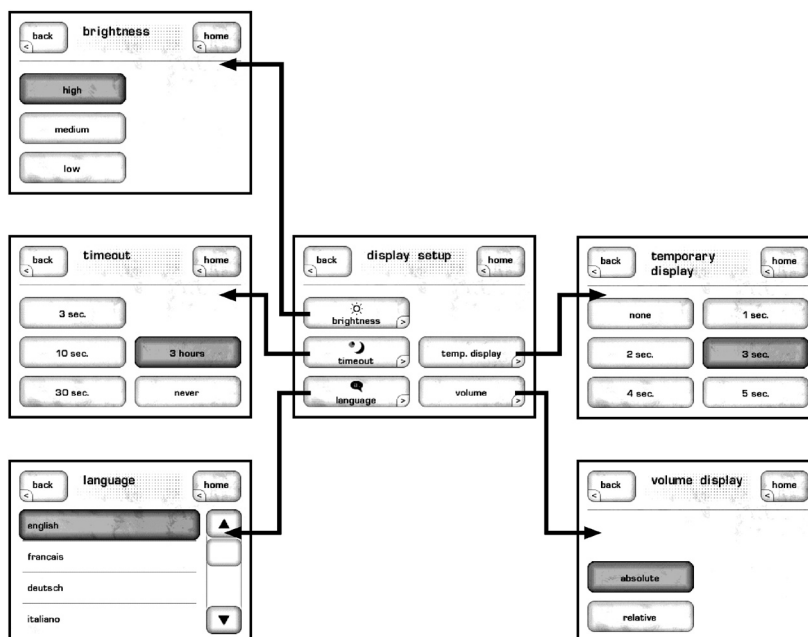 back
brightness
home
high
medium
low
back
timeout
home
3 sec.
10 sec.
3 hours
30 sec.
never
back
display setup
home
brightness
timeout
temp. display
language
volume
back
temporary
display
home
none
1 sec.
2 sec.
3 sec.
4 sec.
5 sec.
back
language
home
english
francais
deutsch
italiano
back
volume display
home
absolute
relative